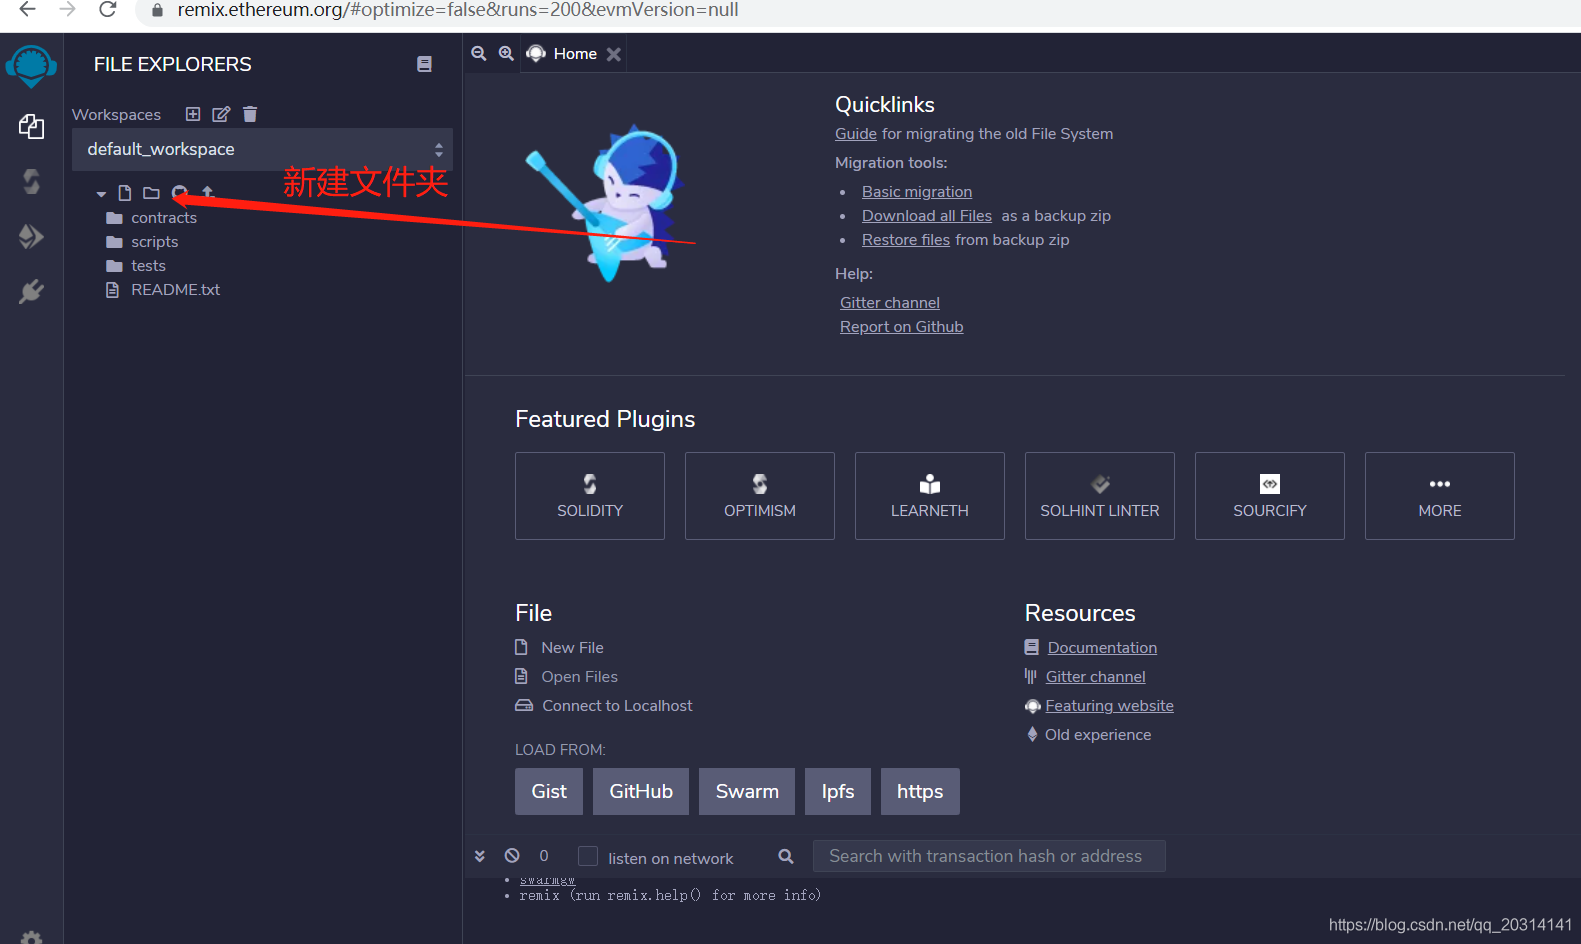 remix.ethereum.org/#optimize=false&runs=200&evmVersion=null
FILE EXPLORERS
Home
Workspaces
default_workspace
新建文件夹
contracts
scripts
tests
README.txt
Quicklinks
Guide for migrating the old File System
Migration tools:
Basic migration
Download all Files as a backup zip
Restore files from backup zip
Help:
Gitter channel
Report on Github
Featured Plugins
SOLIDITY
OPTIMISM
LEARNETH
SOLHINT LINTER
SOURCIFY
MORE
File
New File
Open Files
Connect to Localhost
LOAD FROM:
Gist
GitHub
Swarm
Ipfs
https
Resources
Documentation
Gitter channel
Featuring website
Old experience
0
listen on network
Search with transaction hash or address
swarmgw
remix (run remix.help() for more info)
https://blog.csdn.net/qq_20314141